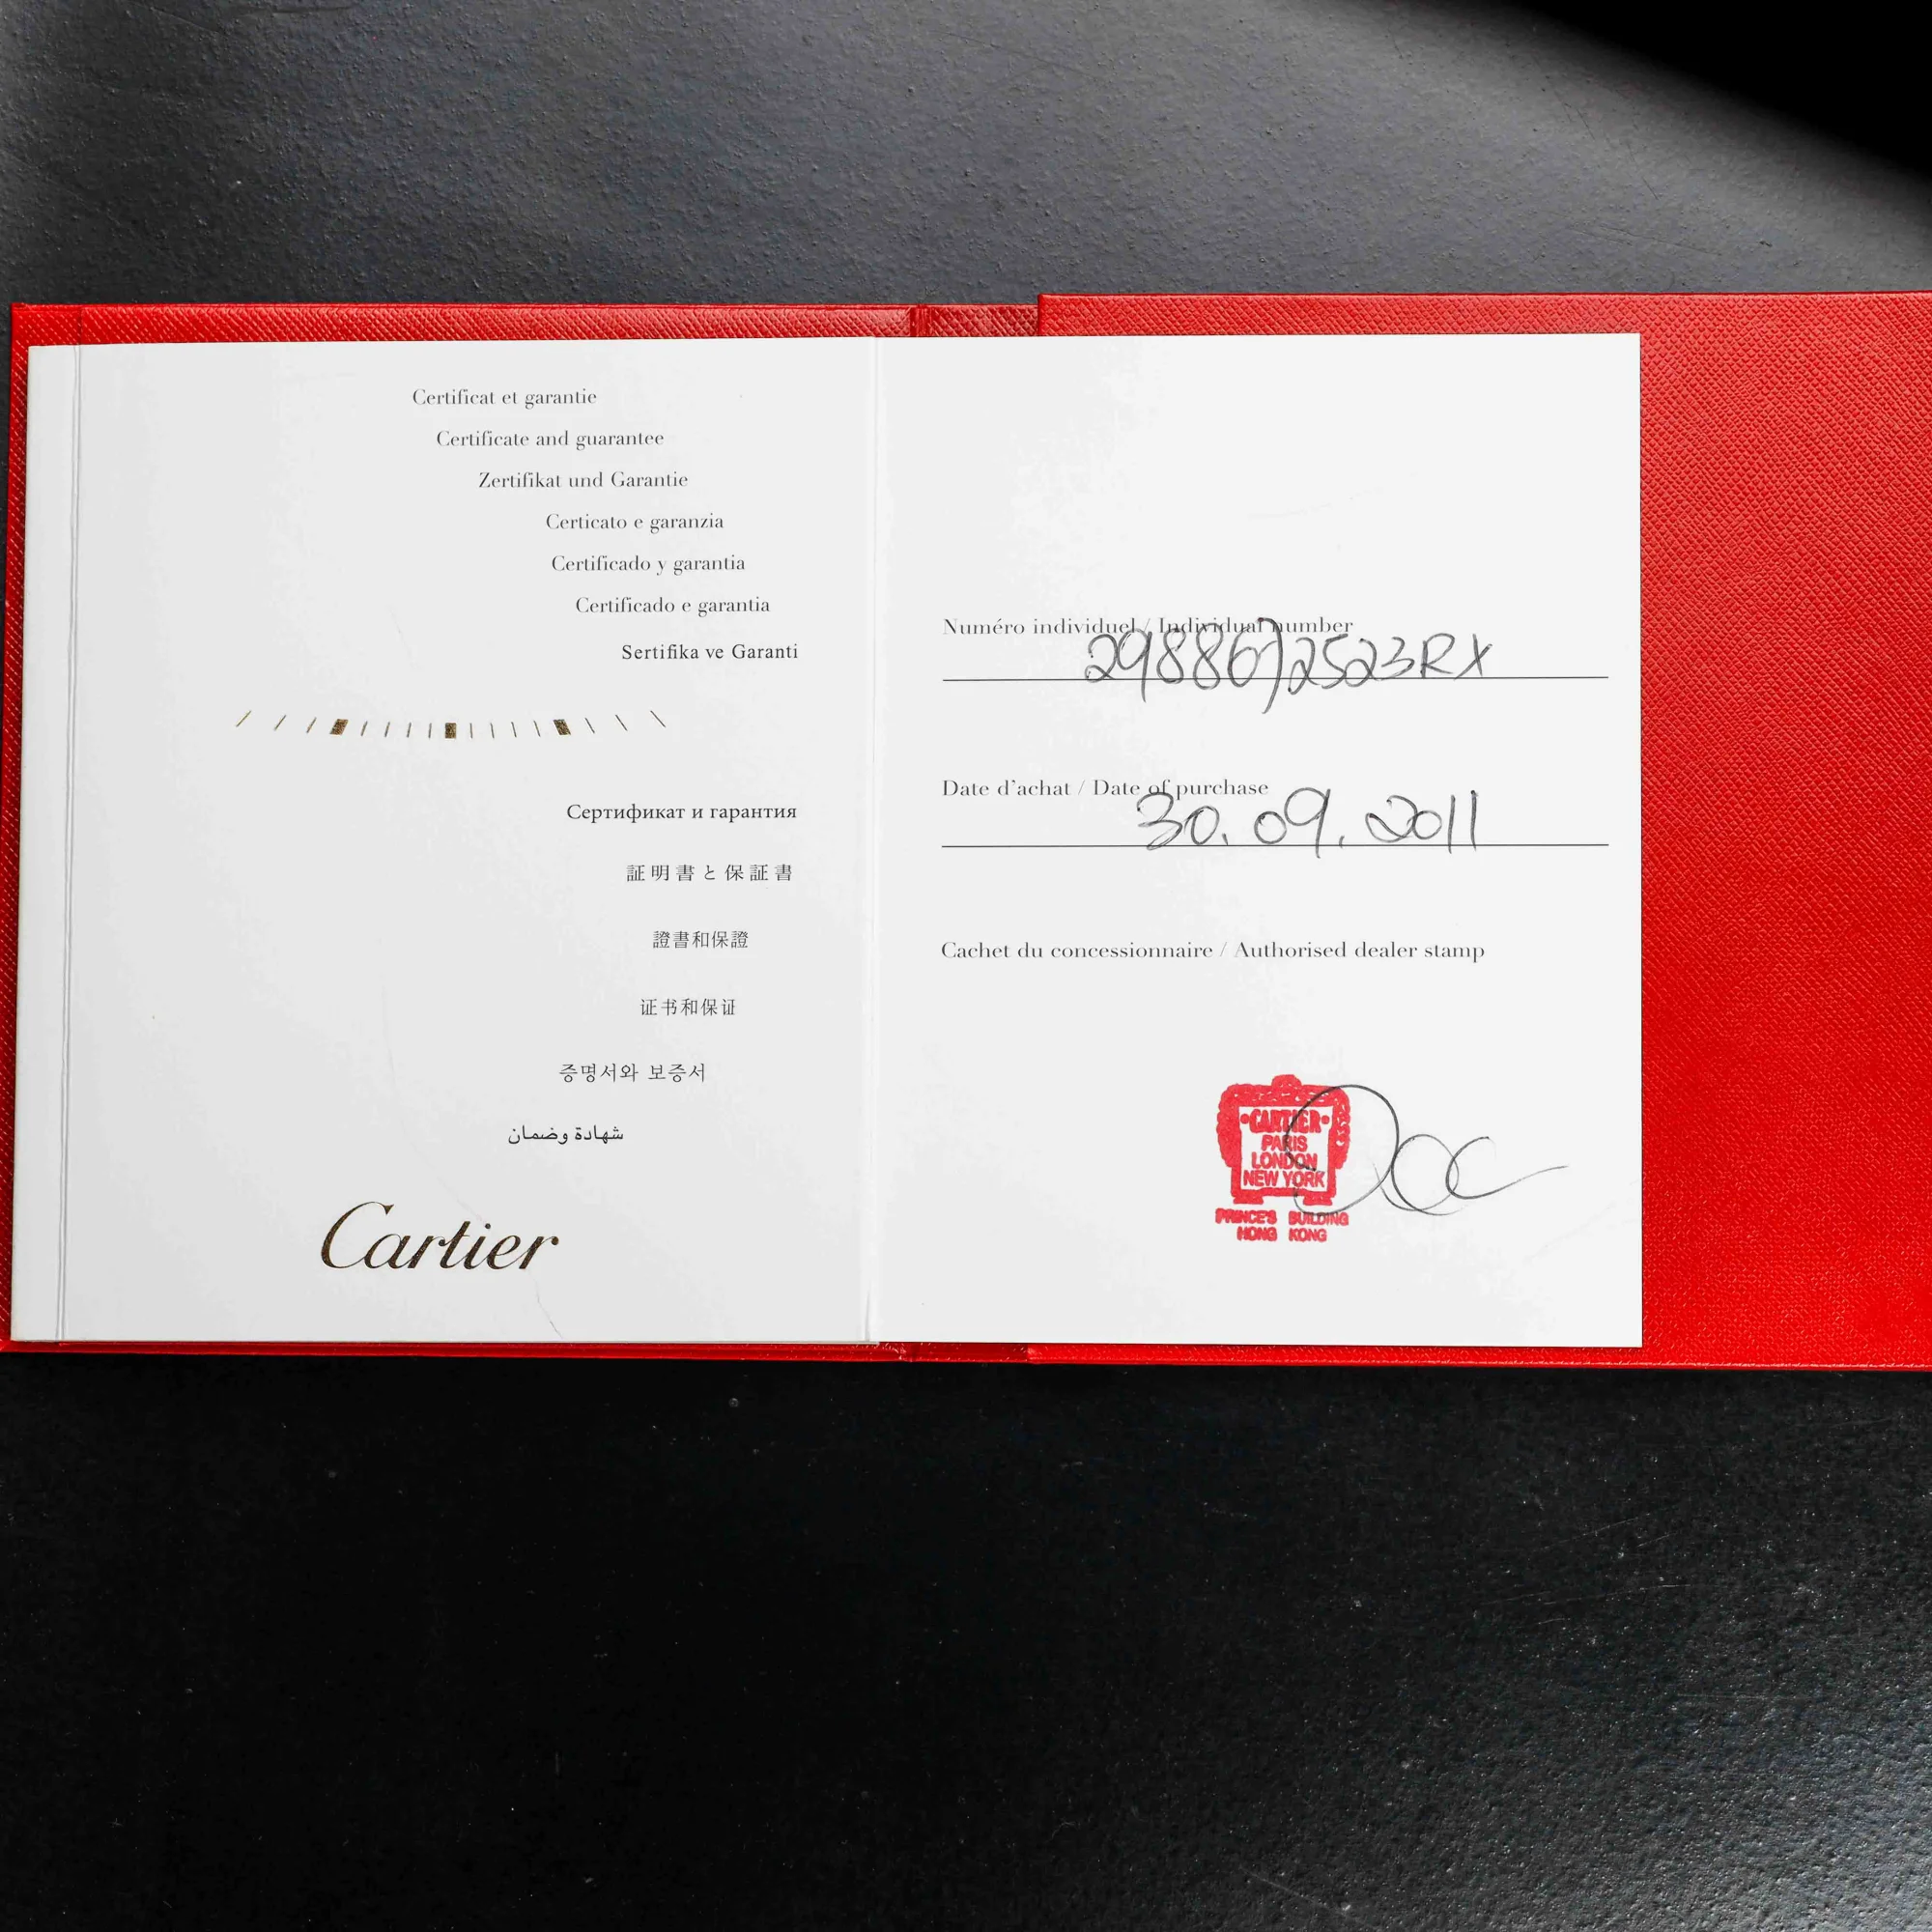 Certificat et garantie
Certificate and guarantee
Zertifikat und Garantie
Certicato e garanzia
Certificado y garantia
Certificado e garantia
Sertifika ve Garanti
Сертификат и гарантия
証明書と保証書
證書和保證
证书和保证
증명서와 보증서
شهادة وضمان
Cartier
Numéro individuel / Individual number
2988672523RX
Date d'achat / Date of purchase
30.09.2011
Cachet du concessionnaire / Authorised dealer stamp
•CARTIER•
PARIS
LONDON
NEW YORK
PRINCE'S BUILDING
HONG KONG